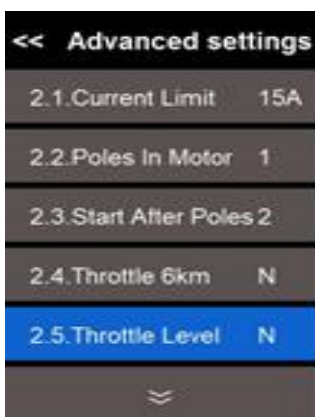 << Advanced settings
2.1.Current Limit 15A
2.2.Poles In Motor 1
2.3.Start After Poles 2
2.4.Throttle 6km N
2.5.Throttle Level N